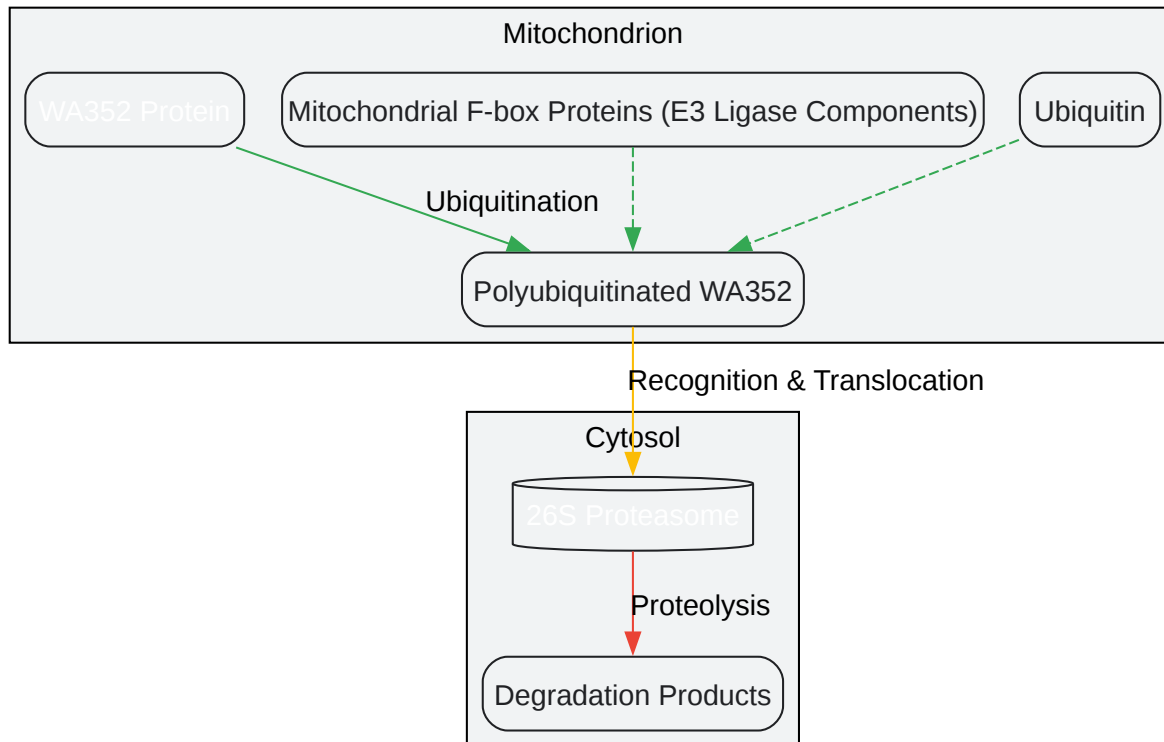 Mitochondrion
WA352 Protein
Mitochondrial F-box Proteins (E3 Ligase Components)
Ubiquitin
Ubiquitination
Polyubiquitinated WA352
Recognition & Translocation
Cytosol
26S Proteasome
Proteolysis
Degradation Products